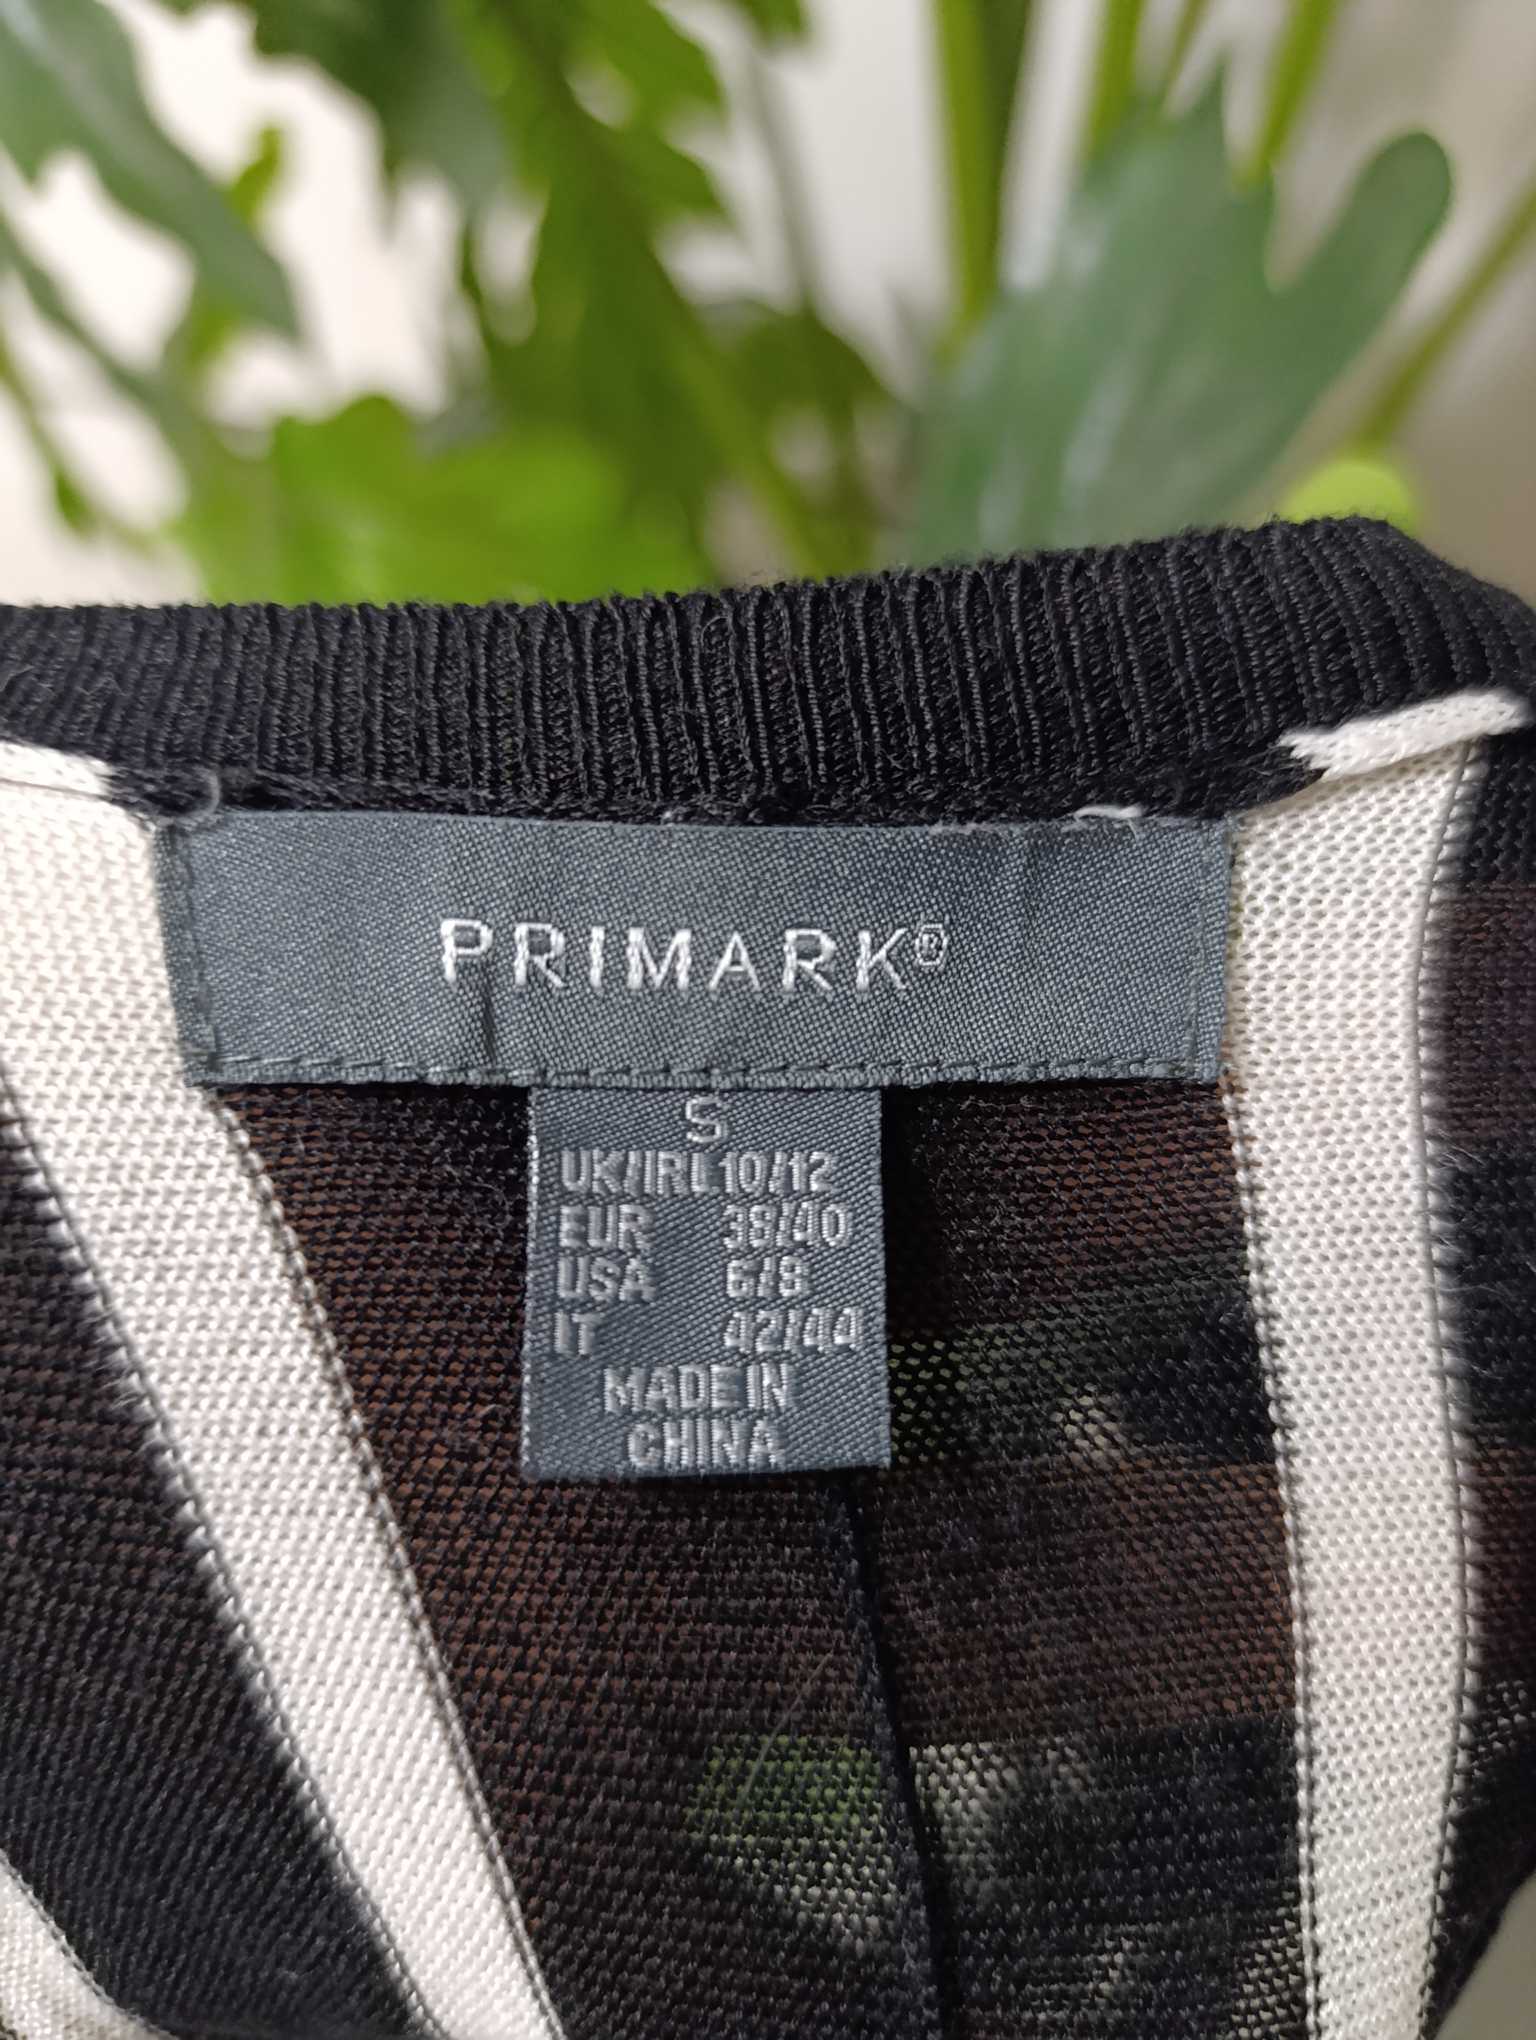 PRIMARK®
S
UK/IRL 10/12
EUR 38/40
USA 6/8
IT 42/44
MADE IN
CHINA